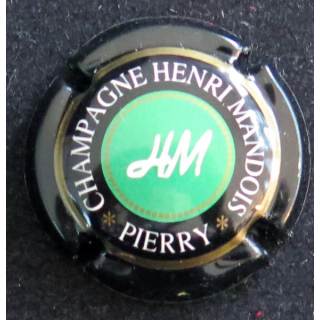 CHAMPAGNE HENRI MANDOIS
HM
* PIERRY *